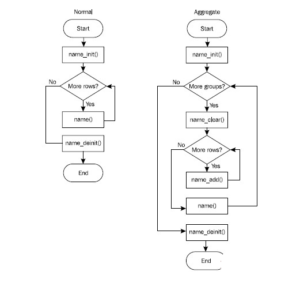 Normal
Start
name_init()
No
More rows?
Yes
name()
name_deinit()
End
Aggregate
Start
name_init()
No
More groups?
Yes
name_clear()
No
More rows?
Yes
name_add()
name()
name_deinit()
End